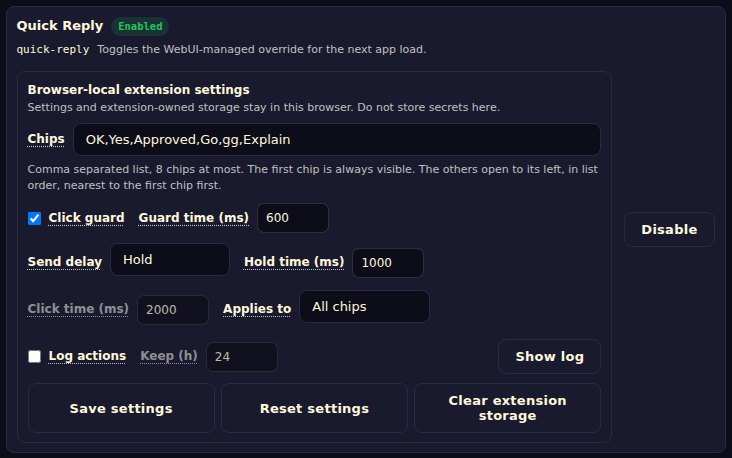 Quick Reply Enabled
quick-reply Toggles the WebUI-managed override for the next app load.
Browser-local extension settings
Settings and extension-owned storage stay in this browser. Do not store secrets here.
Chips OK,Yes,Approved,Go,gg,Explain
Comma separated list, 8 chips at most. The first chip is always visible. The others open to its left, in list
order, nearest to the first chip first.
Click guard Guard time (ms) 600
Disable
Send delay Hold Hold time (ms) 1000
Click time (ms) 2000 Applies to All chips
Log actions Keep (h) 24 Show log
Save settings Reset settings Clear extension
storage